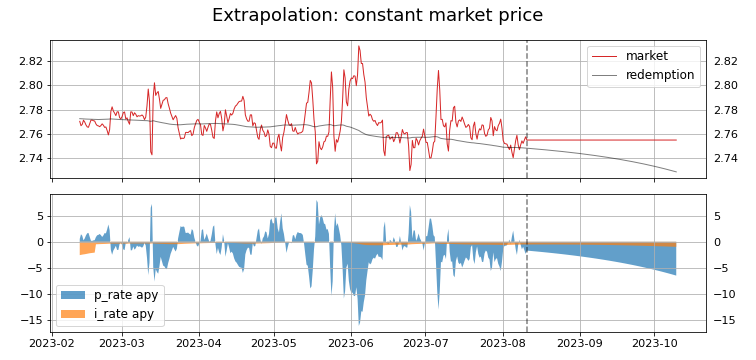 Extrapolation: constant market price
2.82 2.82
2.80 2.80
2.78 2.78
2.76 2.76
2.74 2.74
market
redemption
5 5
0 0
−5 −5
−10 −10
−15 −15
p_rate apy
i_rate apy
2023-02 2023-03 2023-04 2023-05 2023-06 2023-07 2023-08 2023-09 2023-10